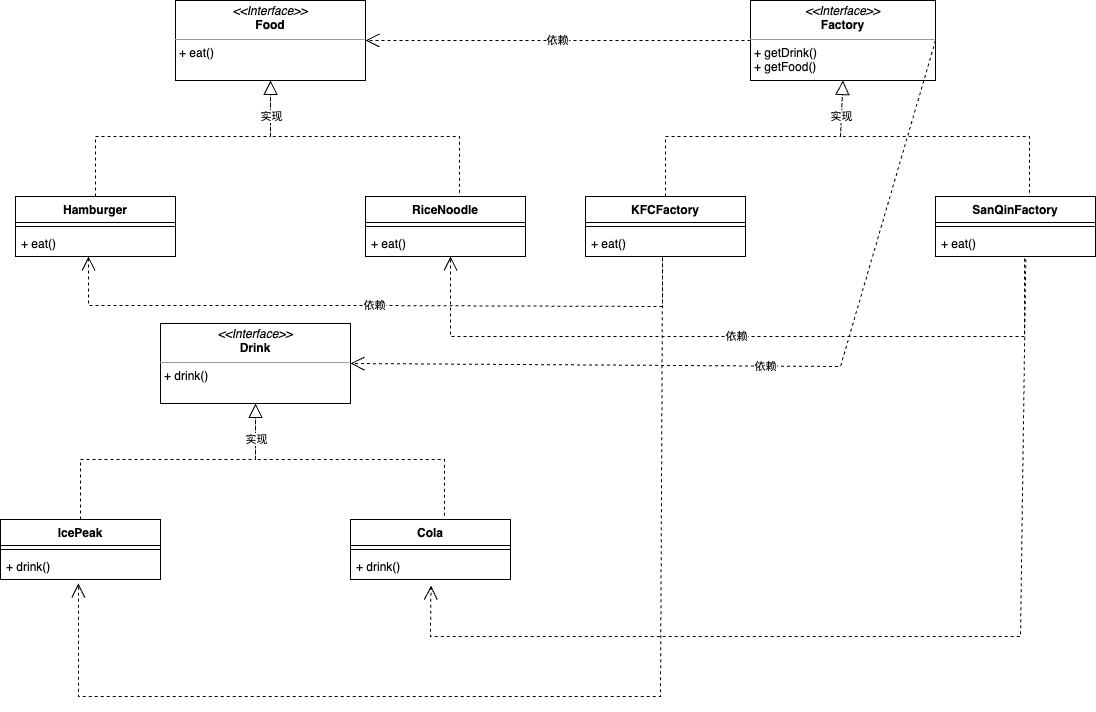 <<Interface>>
Food
+ eat()
<<Interface>>
Factory
+ getDrink()
+ getFood()
依赖
实现
实现
Hamburger
+ eat()
RiceNoodle
+ eat()
KFCFactory
+ eat()
SanQinFactory
+ eat()
依赖
依赖
依赖
<<Interface>>
Drink
+ drink()
实现
IcePeak
+ drink()
Cola
+ drink()